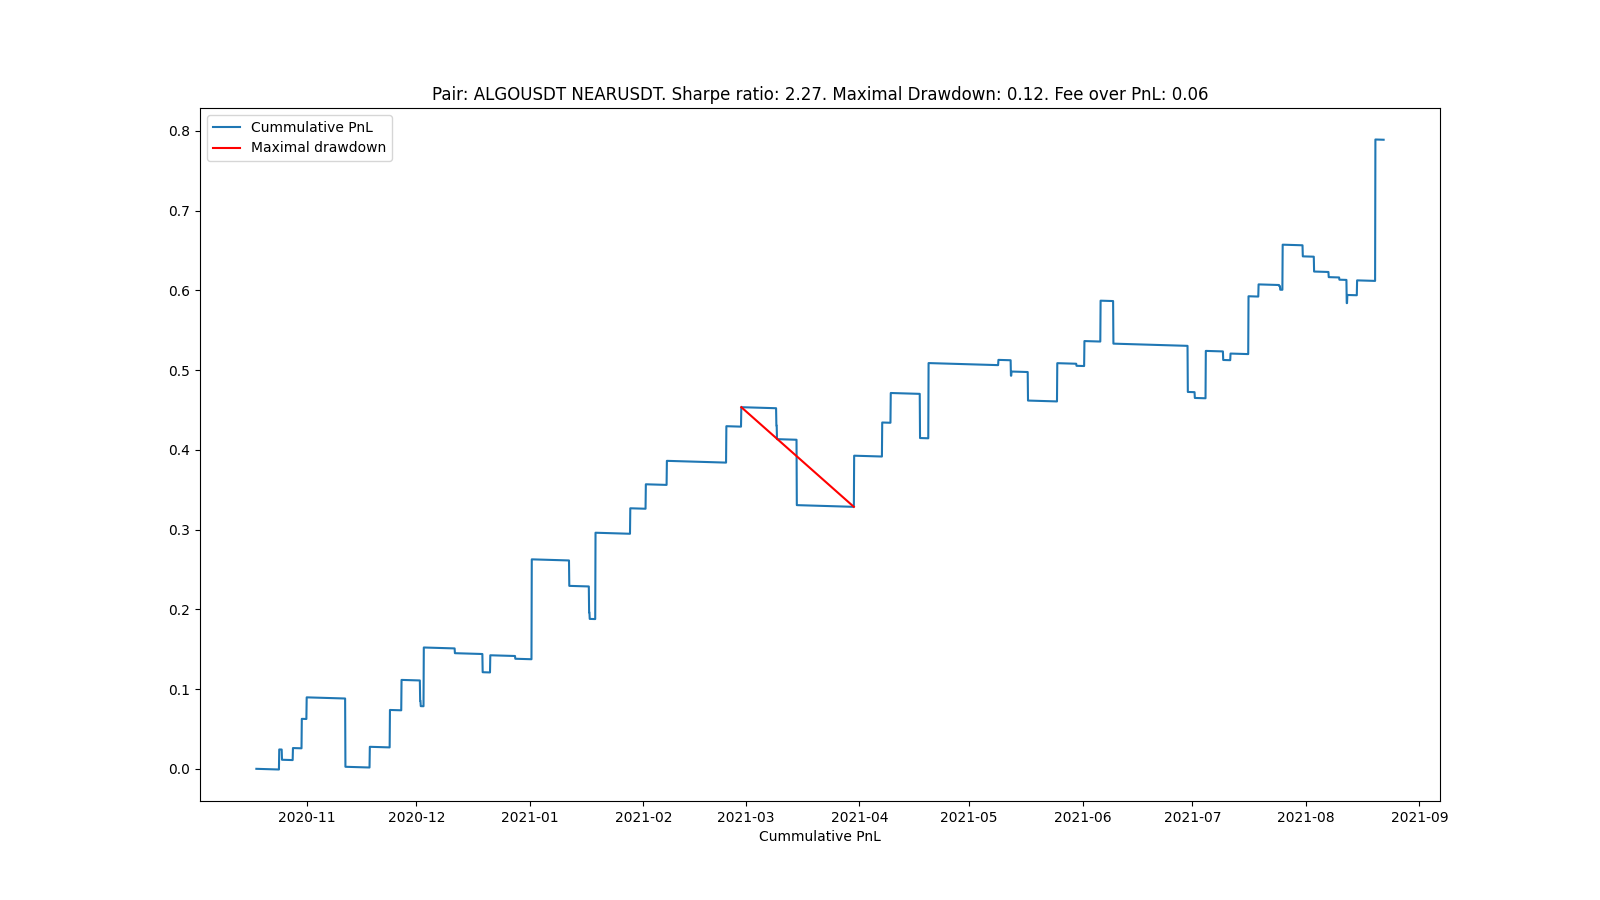 Pair: ALGOUSDT NEARUSDT. Sharpe ratio: 2.27. Maximal Drawdown: 0.12. Fee over PnL: 0.06
Cummulative PnL
Maximal drawdown
0.8
0.7
0.6
0.5
0.4
0.3
0.2
0.1
0.0
2020-11 2020-12 2021-01 2021-02 2021-03 2021-04 2021-05 2021-06 2021-07 2021-08 2021-09
Cummulative PnL